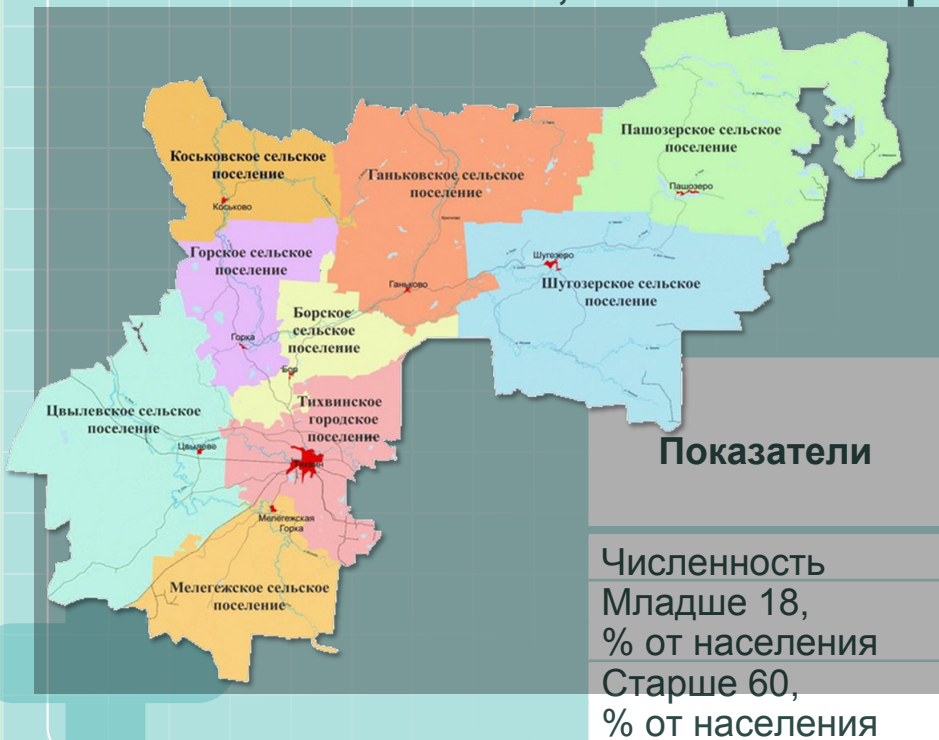 Пашозерское сельское
поселение
Пашозеро
Коськовское сельское
поселение
Коськово
Ганьковское сельское
поселение
Ганьково
Горское сельское
поселение
Горка
Шугозеро
Шугозерское сельское
поселение
Борское
сельское
поселение
Бор
Тихвинское
городское
поселение
Тихвин
Цвылевское сельское
поселение
Цвылево
Мелегежская
Горка
Мелегежское сельское
поселение
Показатели
Численность
Младше 18,
% от населения
Старше 60,
% от населения